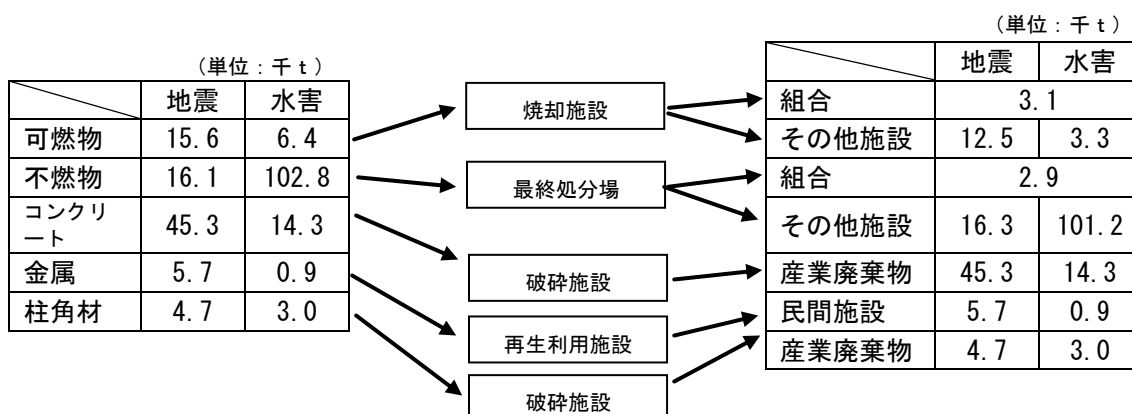 （単位：千ｔ）
地震 水害
可燃物 15.6 6.4
不燃物 16.1 102.8
コンクリ
ート 45.3 14.3
金属 5.7 0.9
柱角材 4.7 3.0
焼却施設
最終処分場
破砕施設
再生利用施設
破砕施設
（単位：千ｔ）
地震 水害
組合 3.1
その他施設 12.5 3.3
組合 2.9
その他施設 16.3 101.2
産業廃棄物 45.3 14.3
民間施設 5.7 0.9
産業廃棄物 4.7 3.0